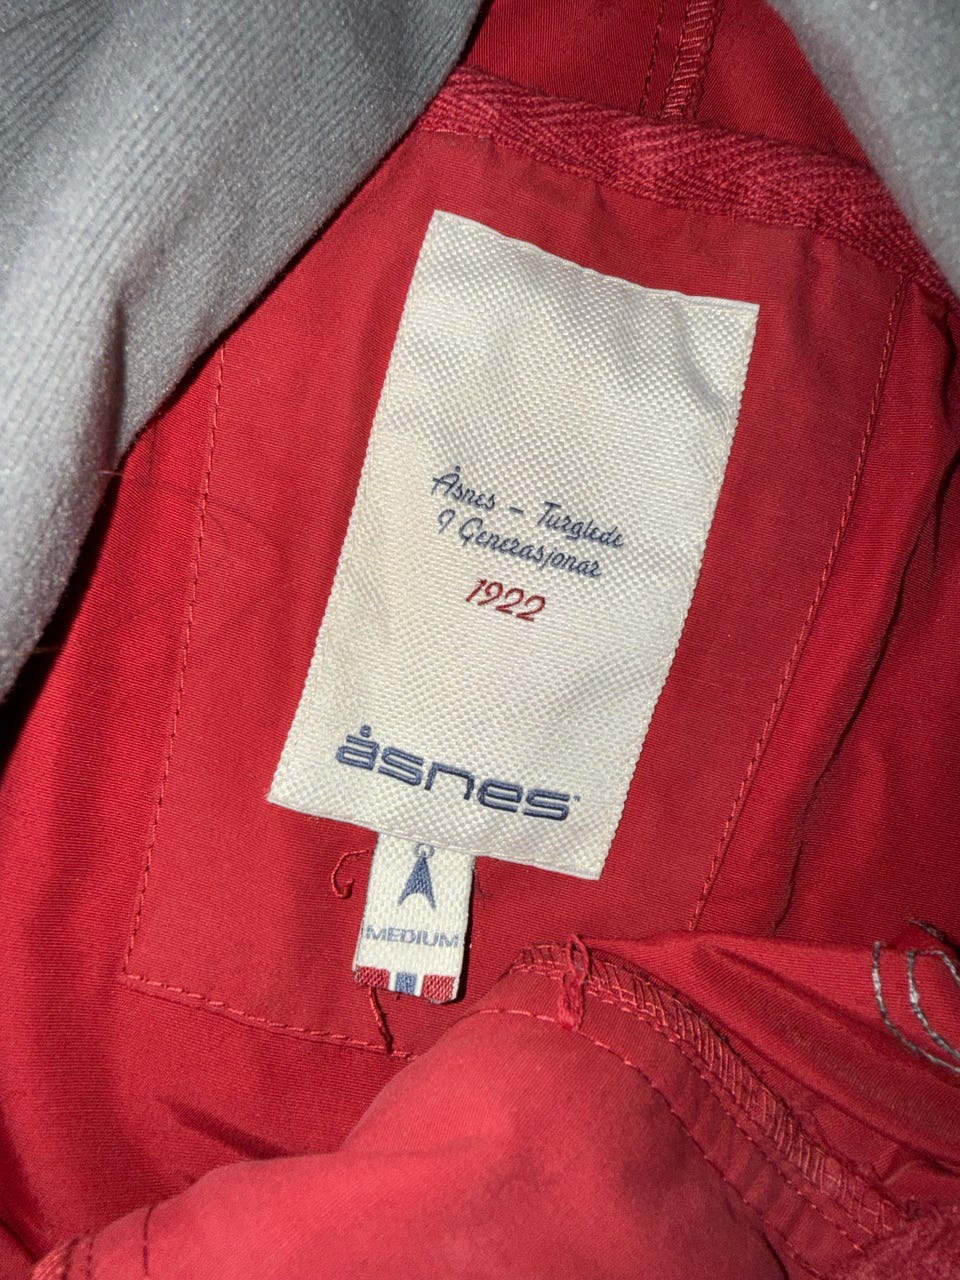 Åsnes – Turglede
I Generasjonar
1922
åsnes
MEDIUM